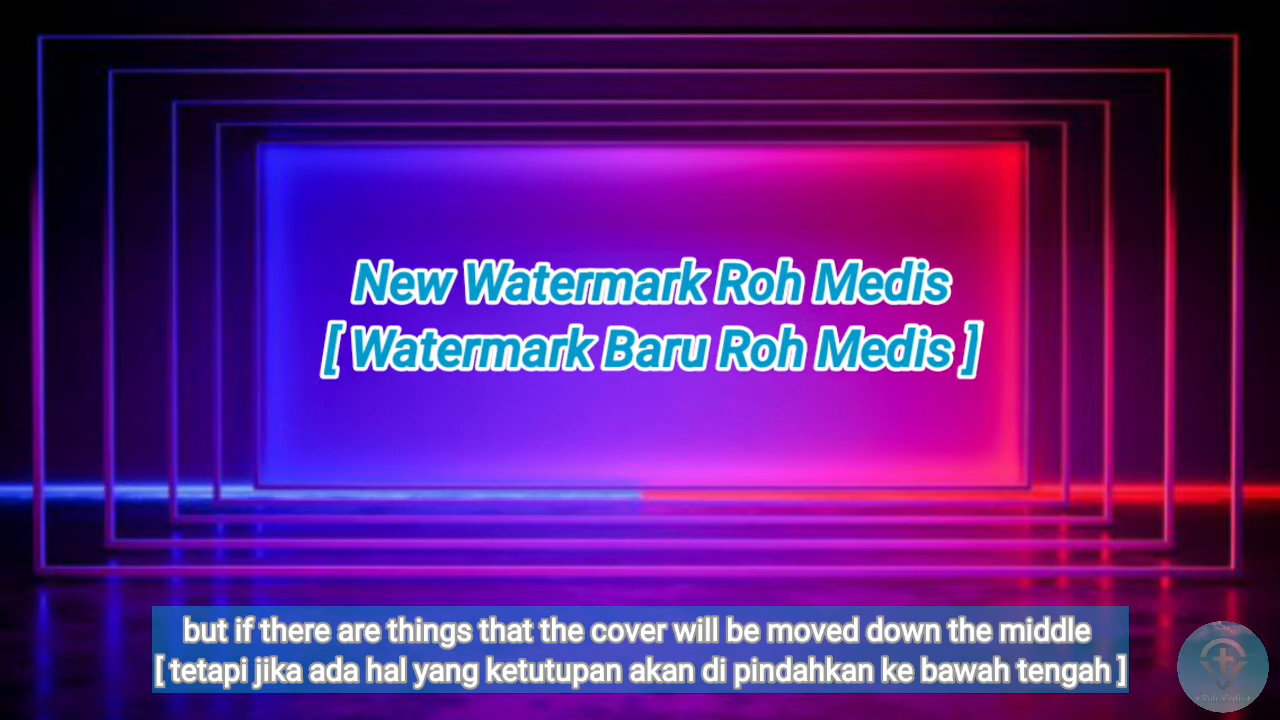 New Watermark Roh Medis
[ Watermark Baru Roh Medis ]
but if there are things that the cover will be moved down the middle
[ tetapi jika ada hal yang ketutupan akan di pindahkan ke bawah tengah ]